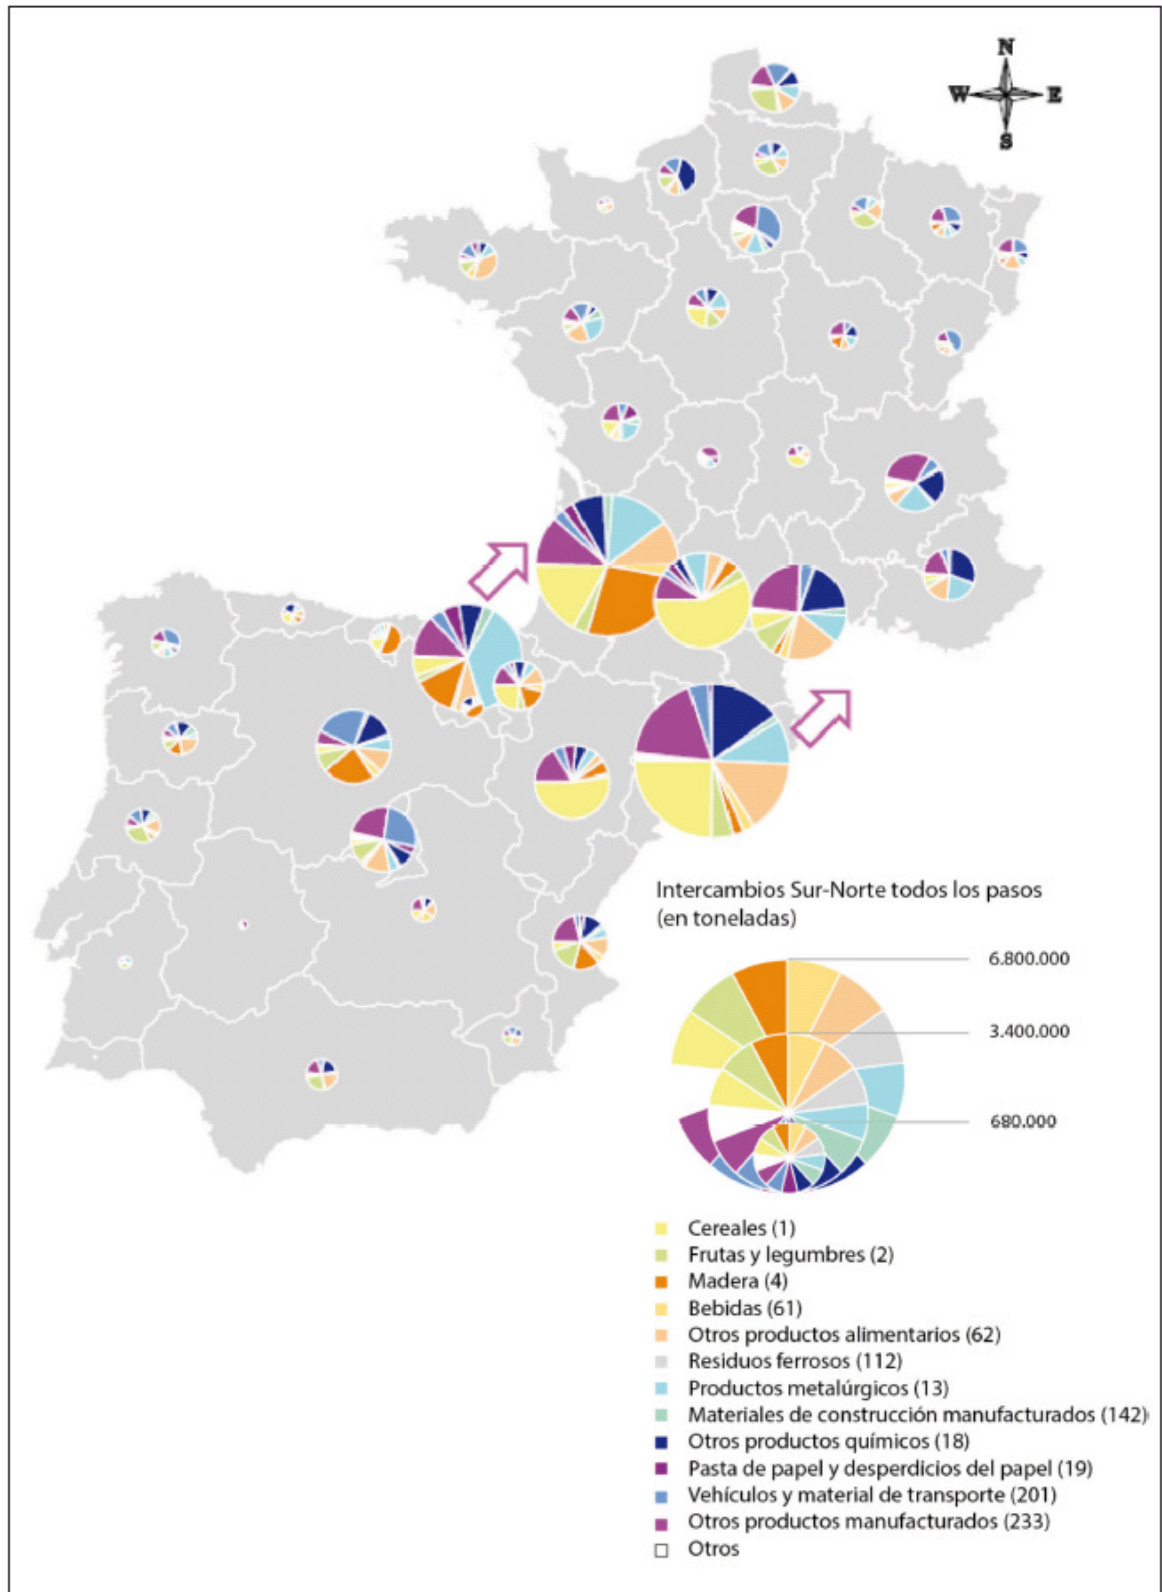 N
W E
S
Intercambios Sur-Norte todos los pasos
(en toneladas)
6.800.000
3.400.000
680.000
Cereales (1)
Frutas y legumbres (2)
Madera (4)
Bebidas (61)
Otros productos alimentarios (62)
Residuos ferrosos (112)
Productos metalúrgicos (13)
Materiales de construcción manufacturados (142)
Otros productos químicos (18)
Pasta de papel y desperdicios del papel (19)
Vehículos y material de transporte (201)
Otros productos manufacturados (233)
Otros